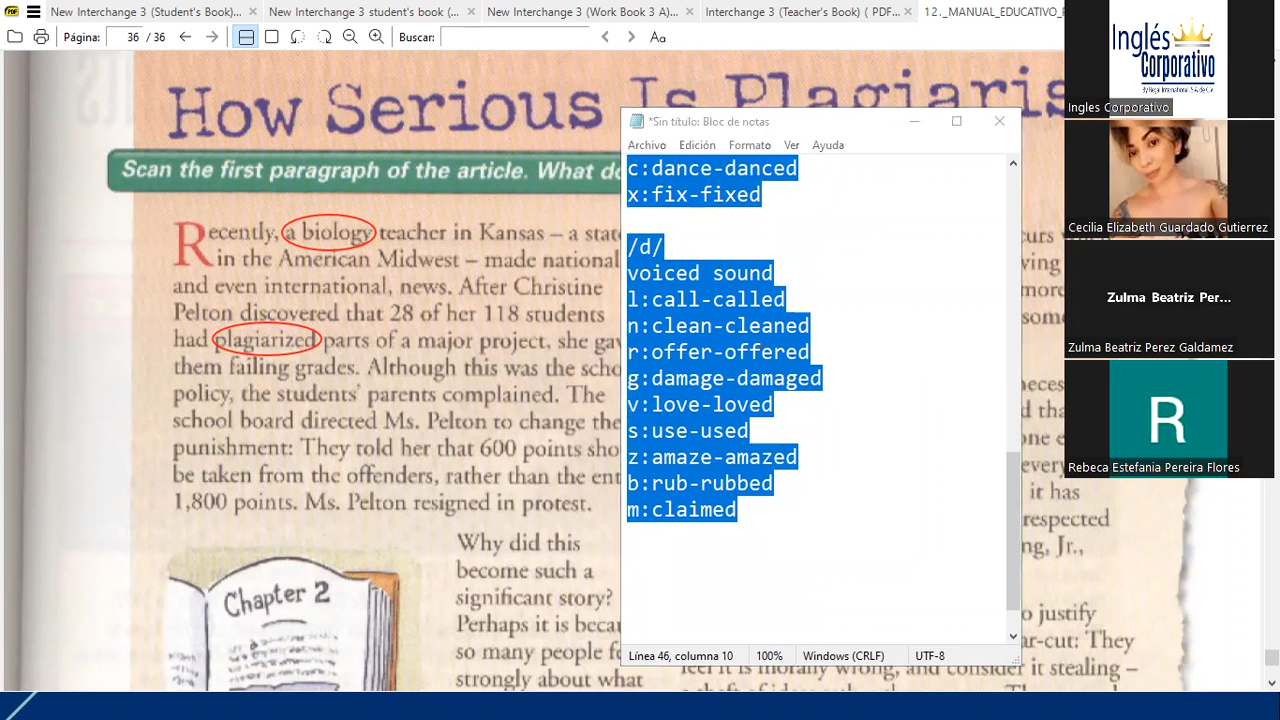 New Interchange 3 (Student's Book)...
New Interchange 3 student's book (...
New Interchange 3 (Work Book 3 A)...
Interchange 3 (Teacher's Book) ( PDF...
12._MANUAL_EDUCATIVO_
Página:
36 / 36
Buscar:
Aa
How Serious Is Plagiaris
Scan the first paragraph of the article. What do
Recently, a biology teacher in Kansas – a state
in the American Midwest – made national
and even international, news. After Christine
Pelton discovered that 28 of her 118 students
had plagiarized parts of a major project, she gav
them failing grades. Although this was the scho
policy, the students' parents complained. The
school board directed Ms. Pelton to change the
punishment: They told her that 600 points sho
be taken from the offenders, rather than the ent
1,800 points. Ms. Pelton resigned in protest.
Why did this
become such a
significant story?
Perhaps it is becau
so many people fe
strongly about what
Chapter 2
*Sin título: Bloc de notas
Archivo Edición Formato Ver Ayuda
c:dance-danced
x:fix-fixed
/d/
voiced sound
l:call-called
n:clean-cleaned
r:offer-offered
g:damage-damaged
v:love-loved
s:use-used
z:amaze-amazed
b:rub-rubbed
m:claimed
Línea 46, columna 10
100%
Windows (CRLF)
UTF-8
it has
respected
ng, Jr.,
o justify
ar-cut: They
feel it is morally wrong, and consider it stealing –
Inglés
Corporativo
Ingles Corporativo
Cecilia Elizabeth Guardado Gutierrez
Zulma Beatriz Per...
Zulma Beatriz Perez Galdamez
R
Rebeca Estefania Pereira Flores